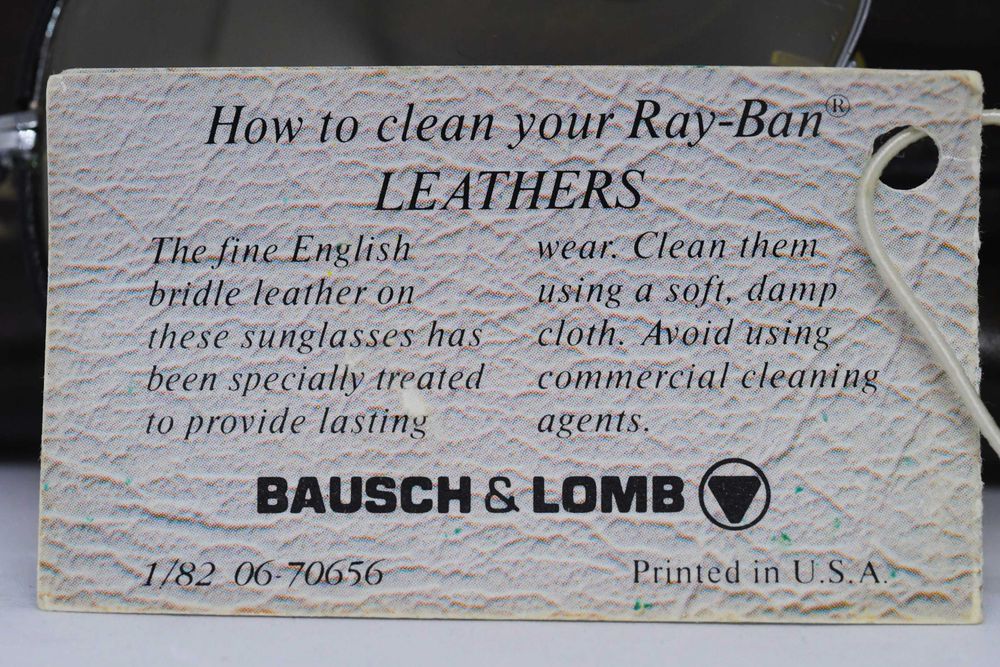 How to clean your Ray-Ban®
LEATHERS
The fine English
bridle leather on
these sunglasses has
been specially treated
to provide lasting
wear. Clean them
using a soft, damp
cloth. Avoid using
commercial cleaning
agents.
BAUSCH & LOMB
1/82 06-70656
Printed in U.S.A.